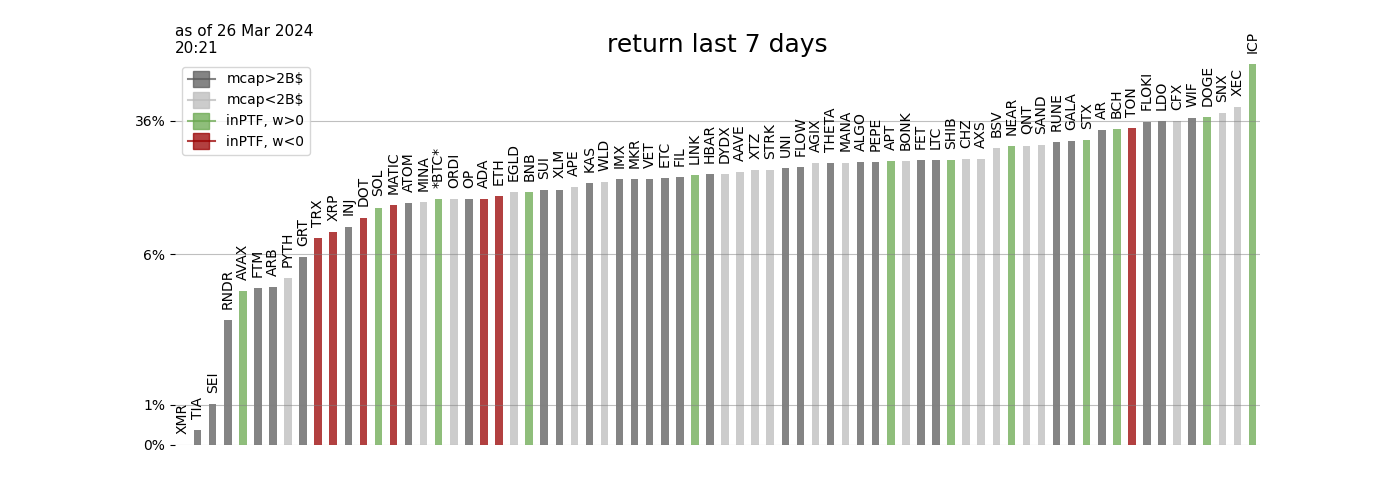 as of 26 Mar 2024
20:21
return last 7 days
mcap>2B$
mcap<2B$
inPTF, w>0
inPTF, w<0
36%
6%
1%
0%
XMR
TIA
SEI
RNDR
AVAX
FTM
ARB
PYTH
GRT
TRX
XRP
INJ
DOT
SOL
MATIC
ATOM
MINA
*BTC*
ORDI
OP
ADA
ETH
EGLD
BNB
SUI
XLM
APE
KAS
WLD
IMX
MKR
VET
ETC
FIL
LINK
HBAR
DYDX
AAVE
XTZ
STRK
UNI
FLOW
AGIX
THETA
MANA
ALGO
PEPE
APT
BONK
FET
LTC
SHIB
CHZ
AXS
BSV
NEAR
QNT
SAND
RUNE
GALA
STX
AR
BCH
TON
FLOKI
LDO
CFX
WIF
DOGE
SNX
XEC
ICP